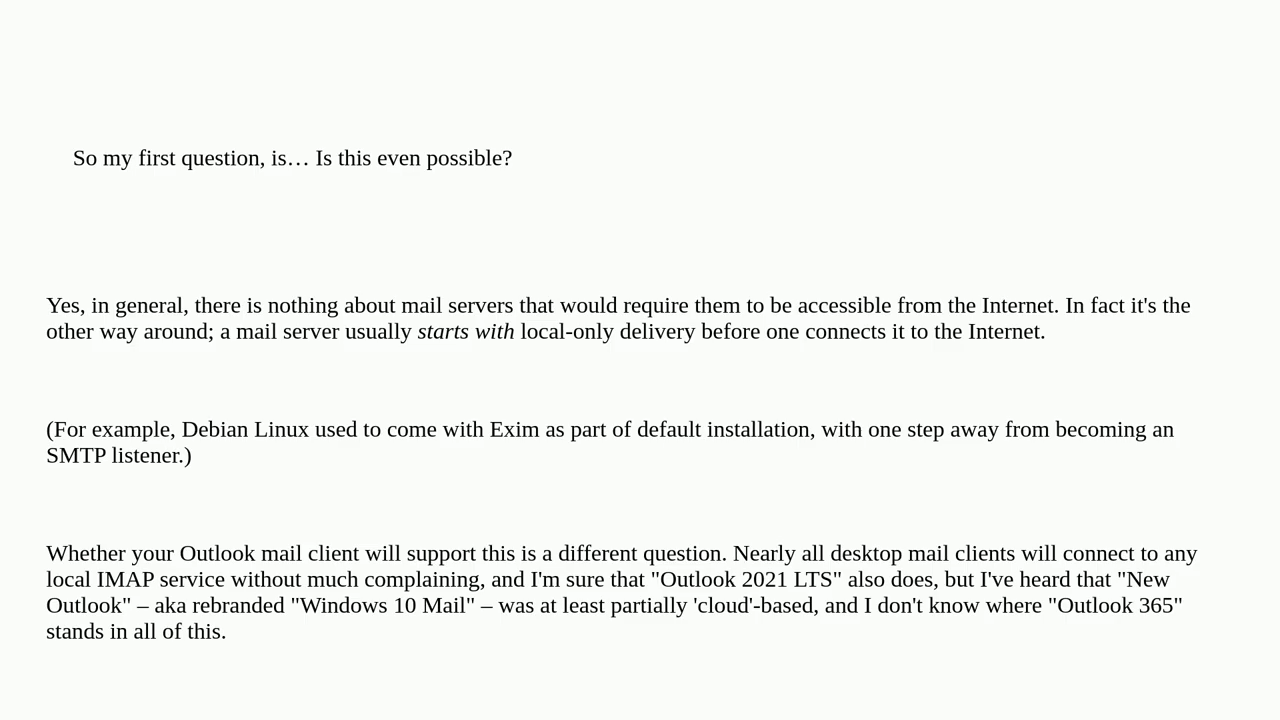 So my first question, is… Is this even possible?
Yes, in general, there is nothing about mail servers that would require them to be accessible from the Internet. In fact it's the
other way around; a mail server usually starts with local-only delivery before one connects it to the Internet.
(For example, Debian Linux used to come with Exim as part of default installation, with one step away from becoming an
SMTP listener.)
Whether your Outlook mail client will support this is a different question. Nearly all desktop mail clients will connect to any
local IMAP service without much complaining, and I'm sure that "Outlook 2021 LTS" also does, but I've heard that "New
Outlook" – aka rebranded "Windows 10 Mail" – was at least partially 'cloud'-based, and I don't know where "Outlook 365"
stands in all of this.